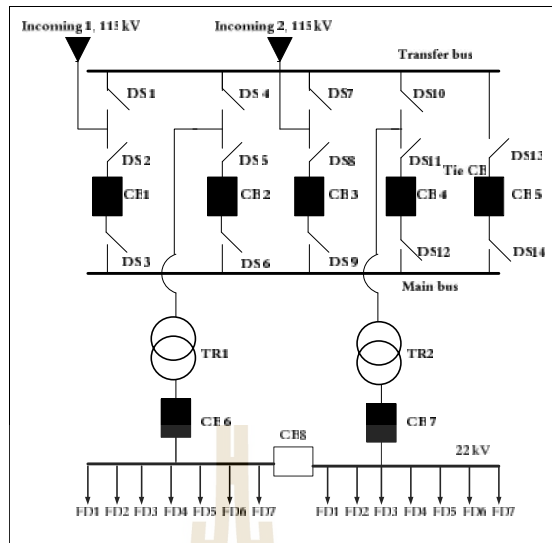 Incoming 1, 115 kV
Incoming 2, 115 kV
Transfer bus
DS1
DS4
DS7
DS10
DS2
DS5
DS8
DS11
DS13
Tie CB
CB1
CB2
CB3
CB4
CB5
DS3
DS6
DS9
DS12
DS14
Main bus
TR1
TR2
CB6
CB7
CB8
22 kV
FD1 FD2 FD3 FD4 FD5 FD6 FD7
FD1 FD2 FD3 FD4 FD5 FD6 FD7